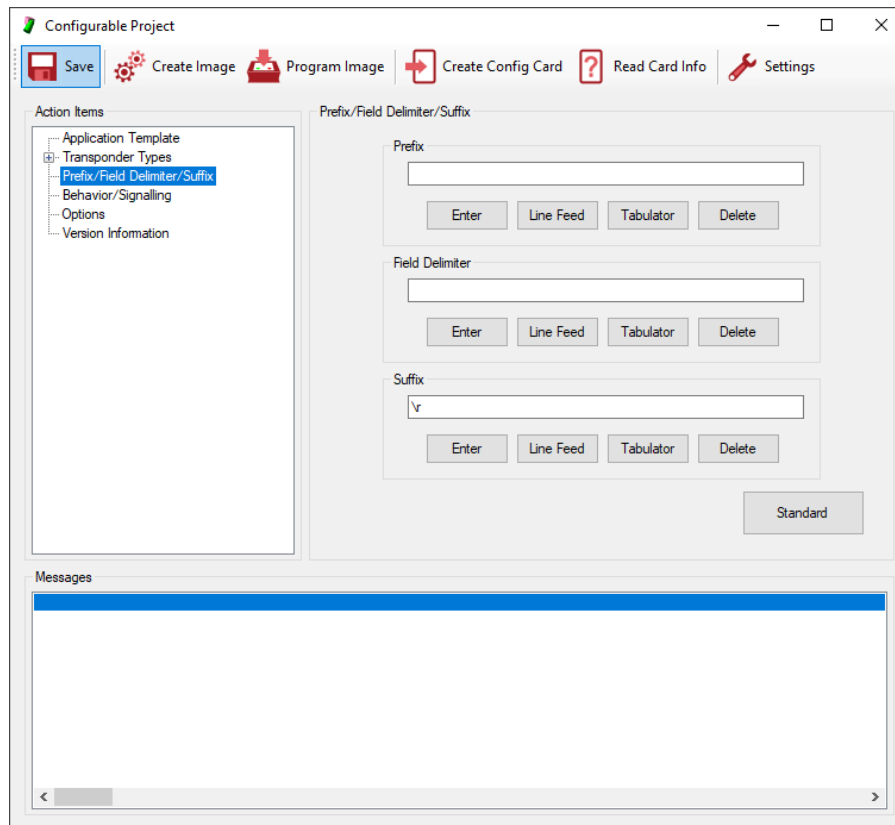 Configurable Project
Save Create Image Program Image Create Config Card Read Card Info Settings
Action Items
Application Template
Transponder Types
Prefix/Field Delimiter/Suffix
Behavior/Signalling
Options
Version Information
Prefix/Field Delimiter/Suffix
Prefix
Enter Line Feed Tabulator Delete
Field Delimiter
Enter Line Feed Tabulator Delete
Suffix
\r
Enter Line Feed Tabulator Delete
Standard
Messages